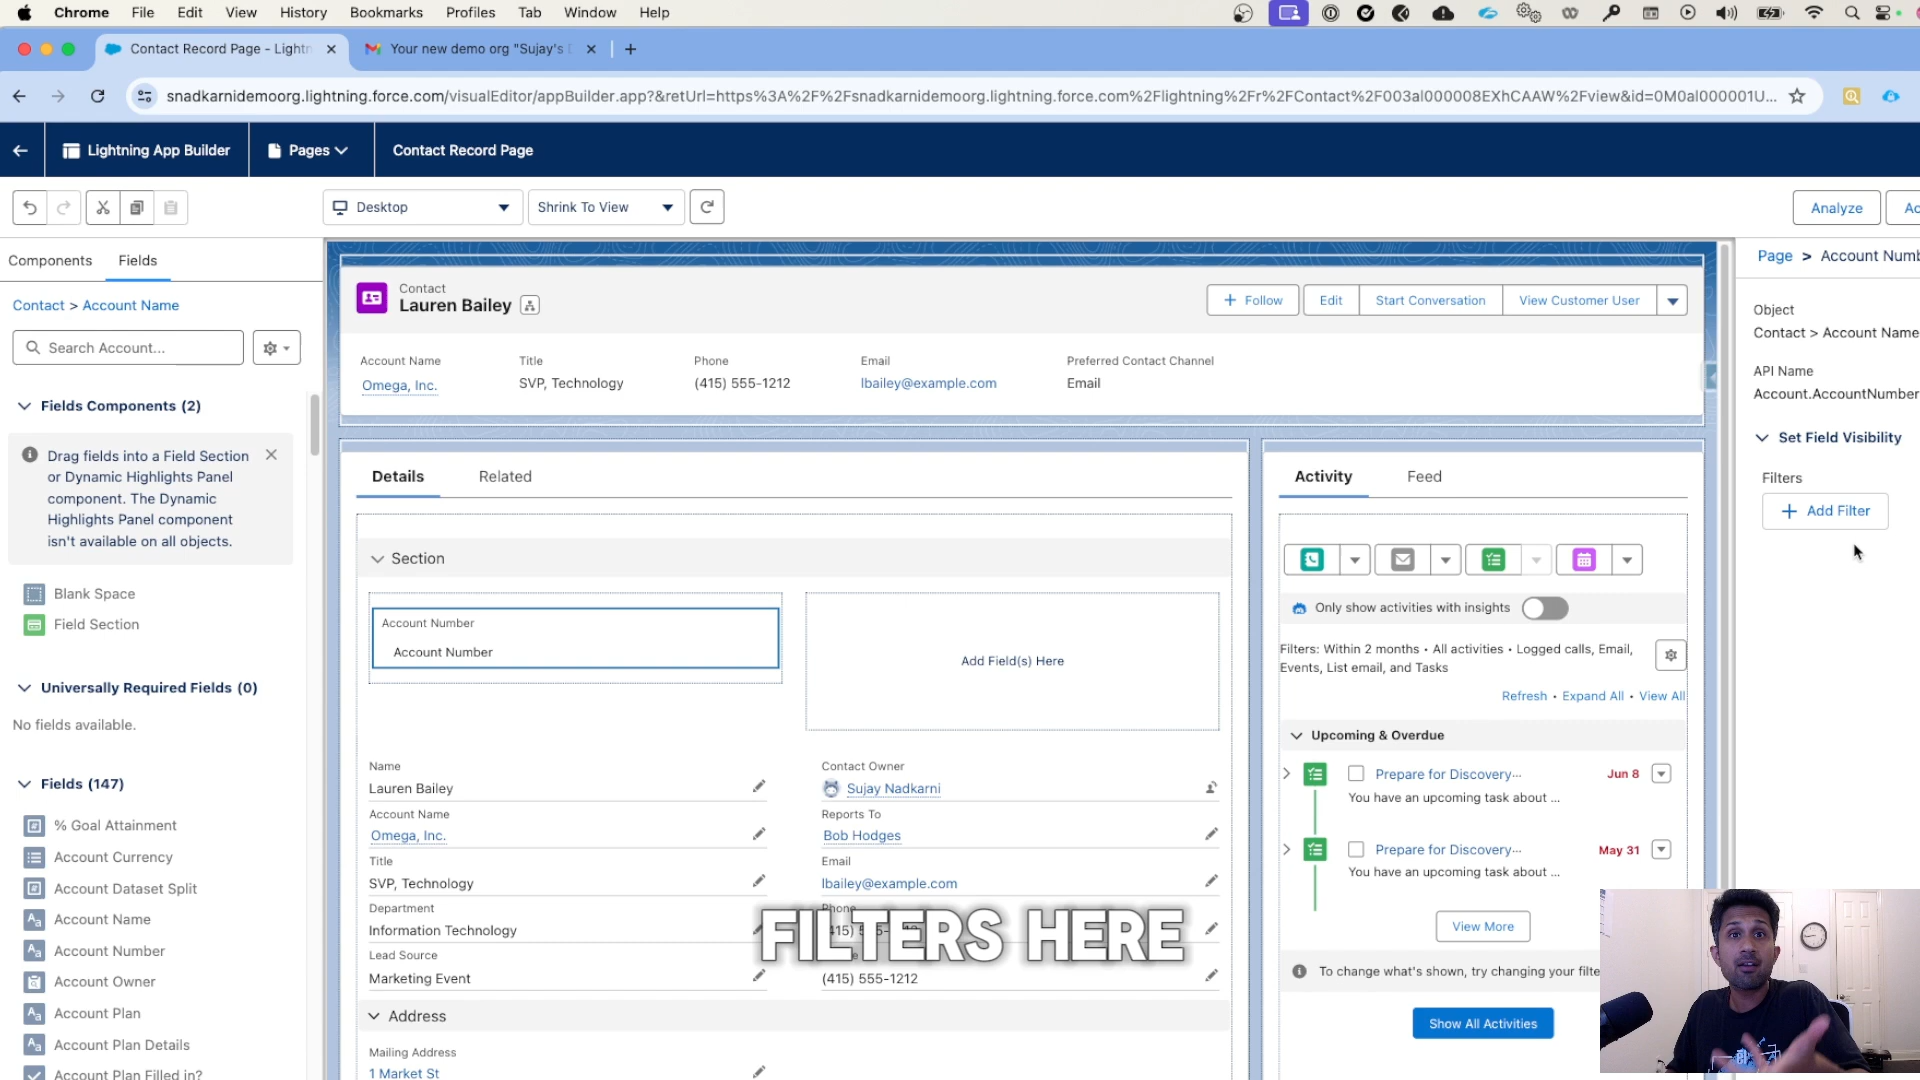 Chrome File Edit View History Bookmarks Profiles Tab Window Help
Contact Record Page - Lightn
Your new demo org "Sujay's
snadkarnidemoorg.lightning.force.com/visualEditor/appBuilder.app?&retUrl=https%3A%2F%2Fsnadkarnidemoorg.lightning.force.com%2Flightning%2Fr%2FContact%2F003al000008EXhCAAW%2Fview&id=0M0al000001U...
Lightning App Builder
Pages
Contact Record Page
Desktop
Shrink To View
Analyze
Ac
Components
Fields
Contact > Account Name
Search Account...
Fields Components (2)
Drag fields into a Field Section
or Dynamic Highlights Panel
component. The Dynamic
Highlights Panel component
isn't available on all objects.
Blank Space
Field Section
Universally Required Fields (0)
No fields available.
Fields (147)
% Goal Attainment
Account Currency
Account Dataset Split
Account Name
Account Number
Account Owner
Account Plan
Account Plan Details
Account Plan Filled in?
Contact
Lauren Bailey
Follow
Edit
Start Conversation
View Customer User
Account Name
Omega, Inc.
Title
SVP, Technology
Phone
(415) 555-1212
Email
lbailey@example.com
Preferred Contact Channel
Email
Details
Related
Section
Account Number
Account Number
Add Field(s) Here
Name
Lauren Bailey
Contact Owner
Sujay Nadkarni
Account Name
Omega, Inc.
Reports To
Bob Hodges
Title
SVP, Technology
Email
lbailey@example.com
Department
Information Technology
Phone
Lead Source
Marketing Event
(415) 555-1212
FILTERS HERE
Address
Mailing Address
1 Market St
Activity
Feed
Only show activities with insights
Filters: Within 2 months • All activities • Logged calls, Email,
Events, List email, and Tasks
Refresh • Expand All • View All
Upcoming & Overdue
Prepare for Discovery...
Jun 8
You have an upcoming task about ...
Prepare for Discovery...
May 31
You have an upcoming task about ...
View More
To change what's shown, try changing your filte
Show All Activities
Page > Account Numb
Object
Contact > Account Name
API Name
Account.AccountNumber
Set Field Visibility
Filters
Add Filter